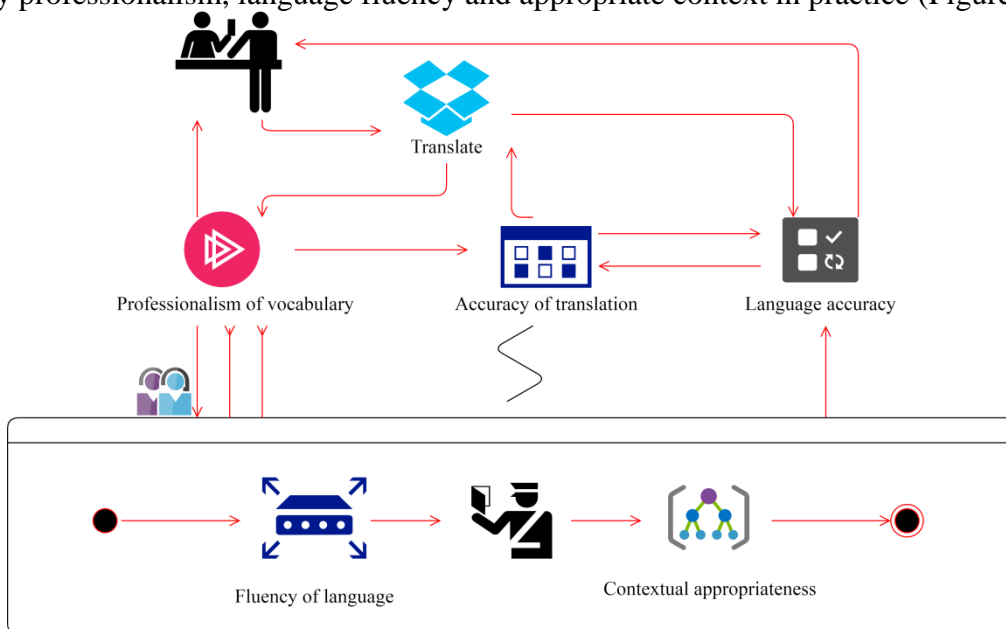 professionalism, language fluency and appropriate context in practice (Figure
Translate
Professionalism of vocabulary
Accuracy of translation
Language accuracy
Fluency of language
Contextual appropriateness